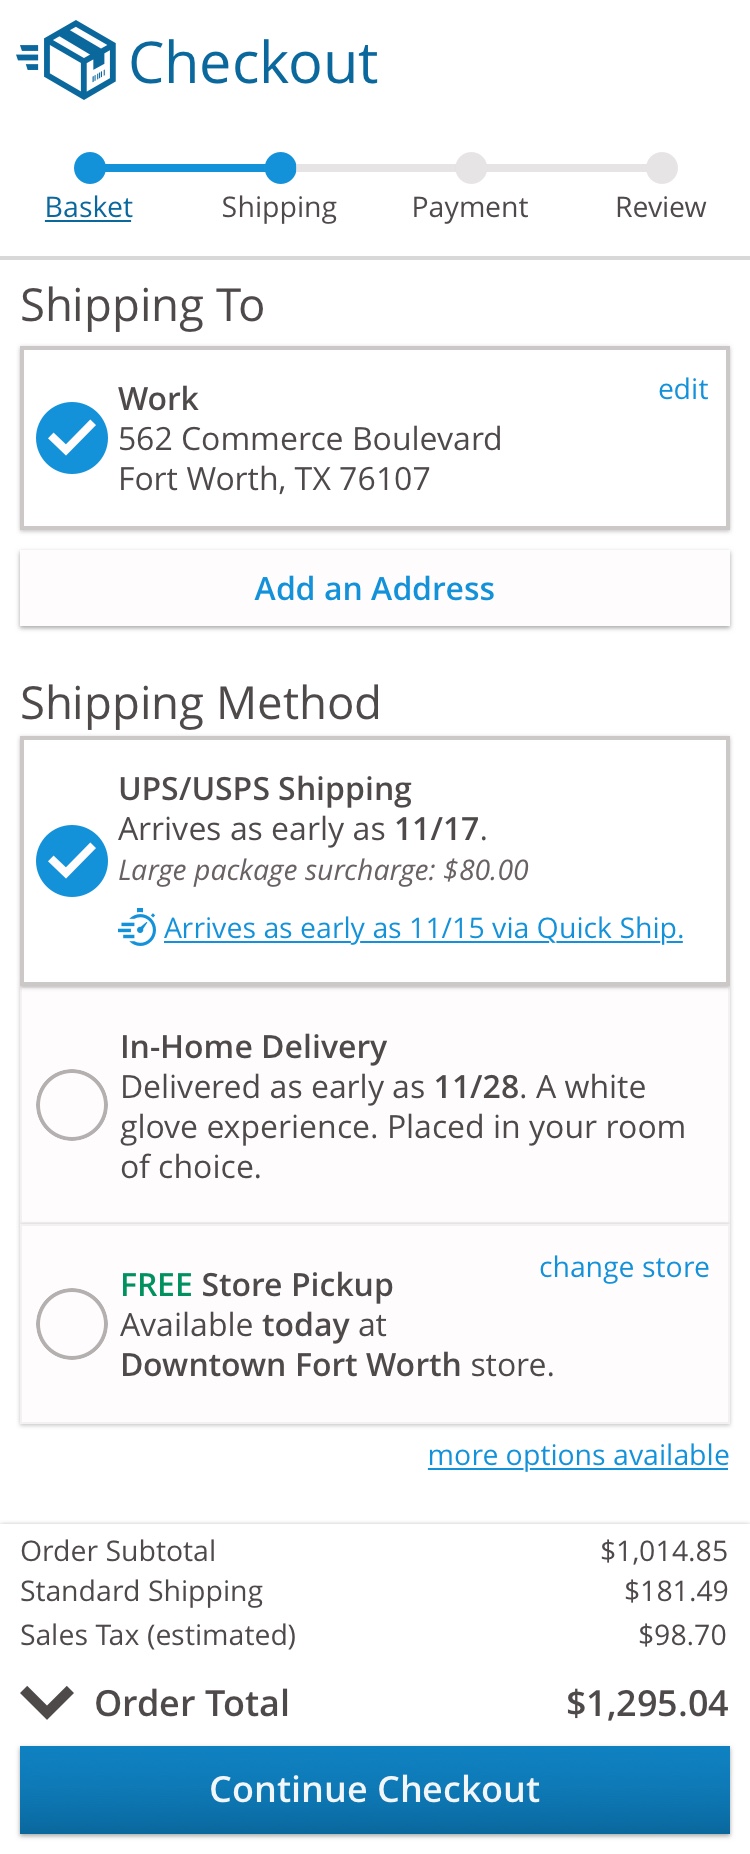 Checkout
Basket Shipping Payment Review
Shipping To
Work
edit
562 Commerce Boulevard
Fort Worth, TX 76107
Add an Address
Shipping Method
UPS/USPS Shipping
Arrives as early as 11/17.
Large package surcharge: $80.00
Arrives as early as 11/15 via Quick Ship.
In-Home Delivery
Delivered as early as 11/28. A white
glove experience. Placed in your room
of choice.
change store
FREE Store Pickup
Available today at
Downtown Fort Worth store.
more options available
Order Subtotal $1,014.85
Standard Shipping $181.49
Sales Tax (estimated) $98.70
Order Total $1,295.04
Continue Checkout